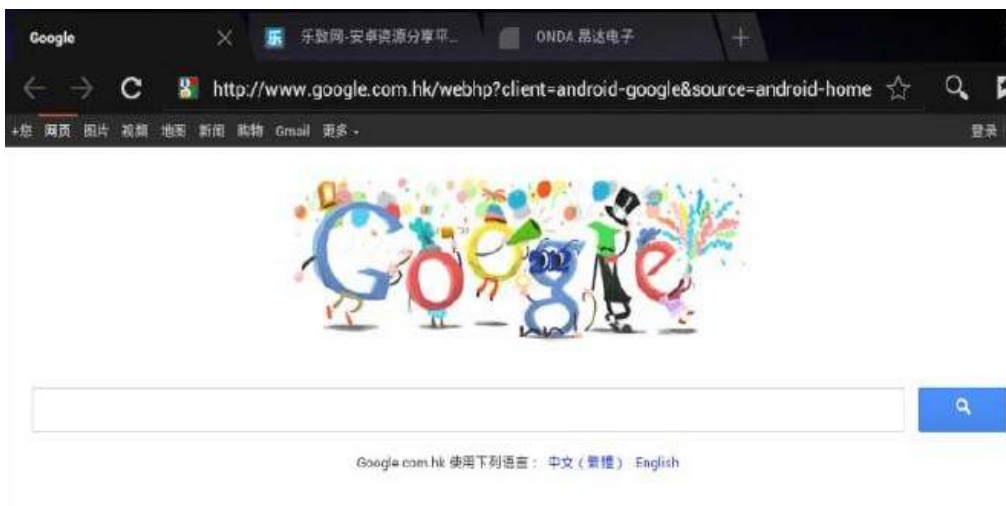 Google 乐 乐致网-安卓资源分享平... ONDA 昂达电子
http://www.google.com.hk/webhp?client=android-google&source=android-home
+您 网页 图片 视频 地图 新闻 购物 Gmail 更多 登录
Google
2012
Google.com.hk 使用下列语言： 中文（繁體） English